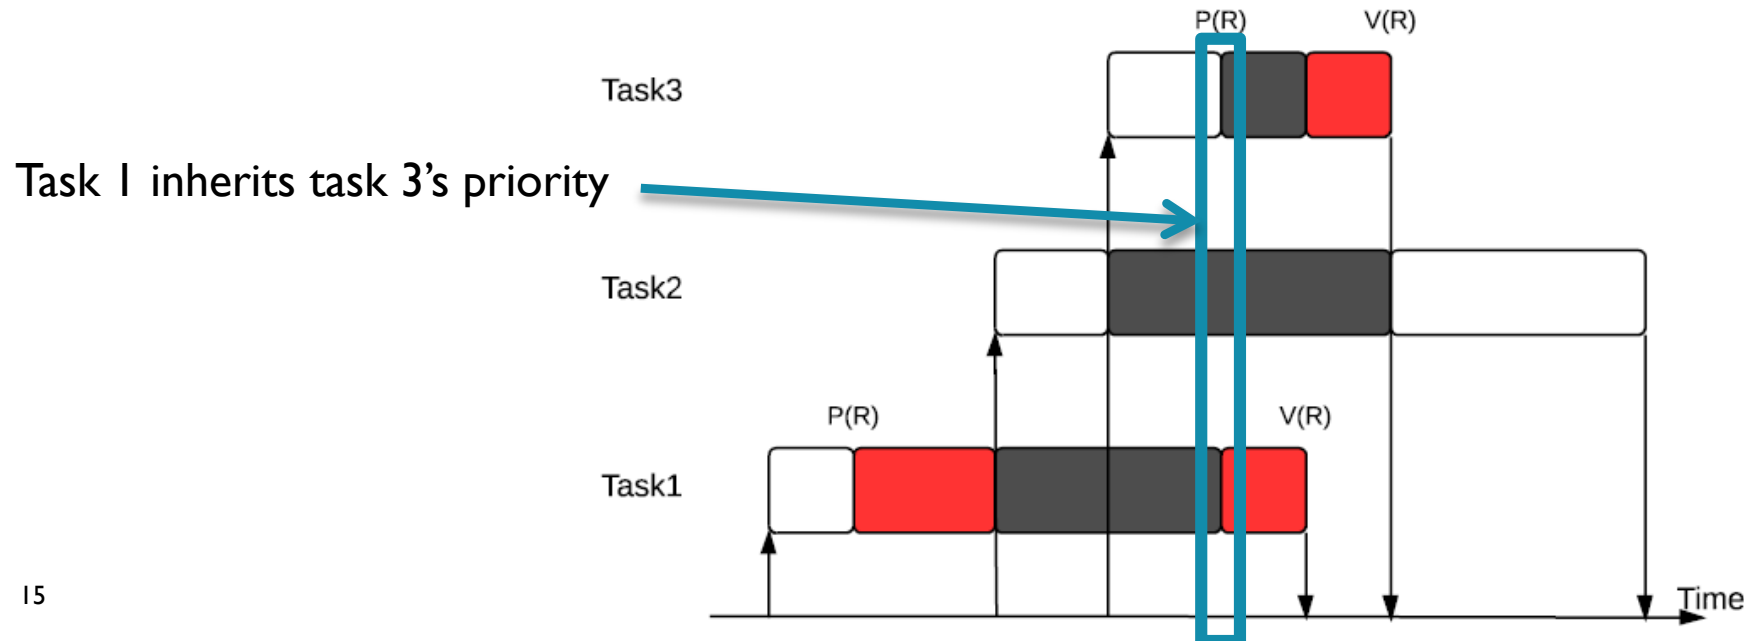 P(R) V(R)
Task3
Task 1 inherits task 3’s priority
Task2
P(R) V(R)
Task1
15
Time